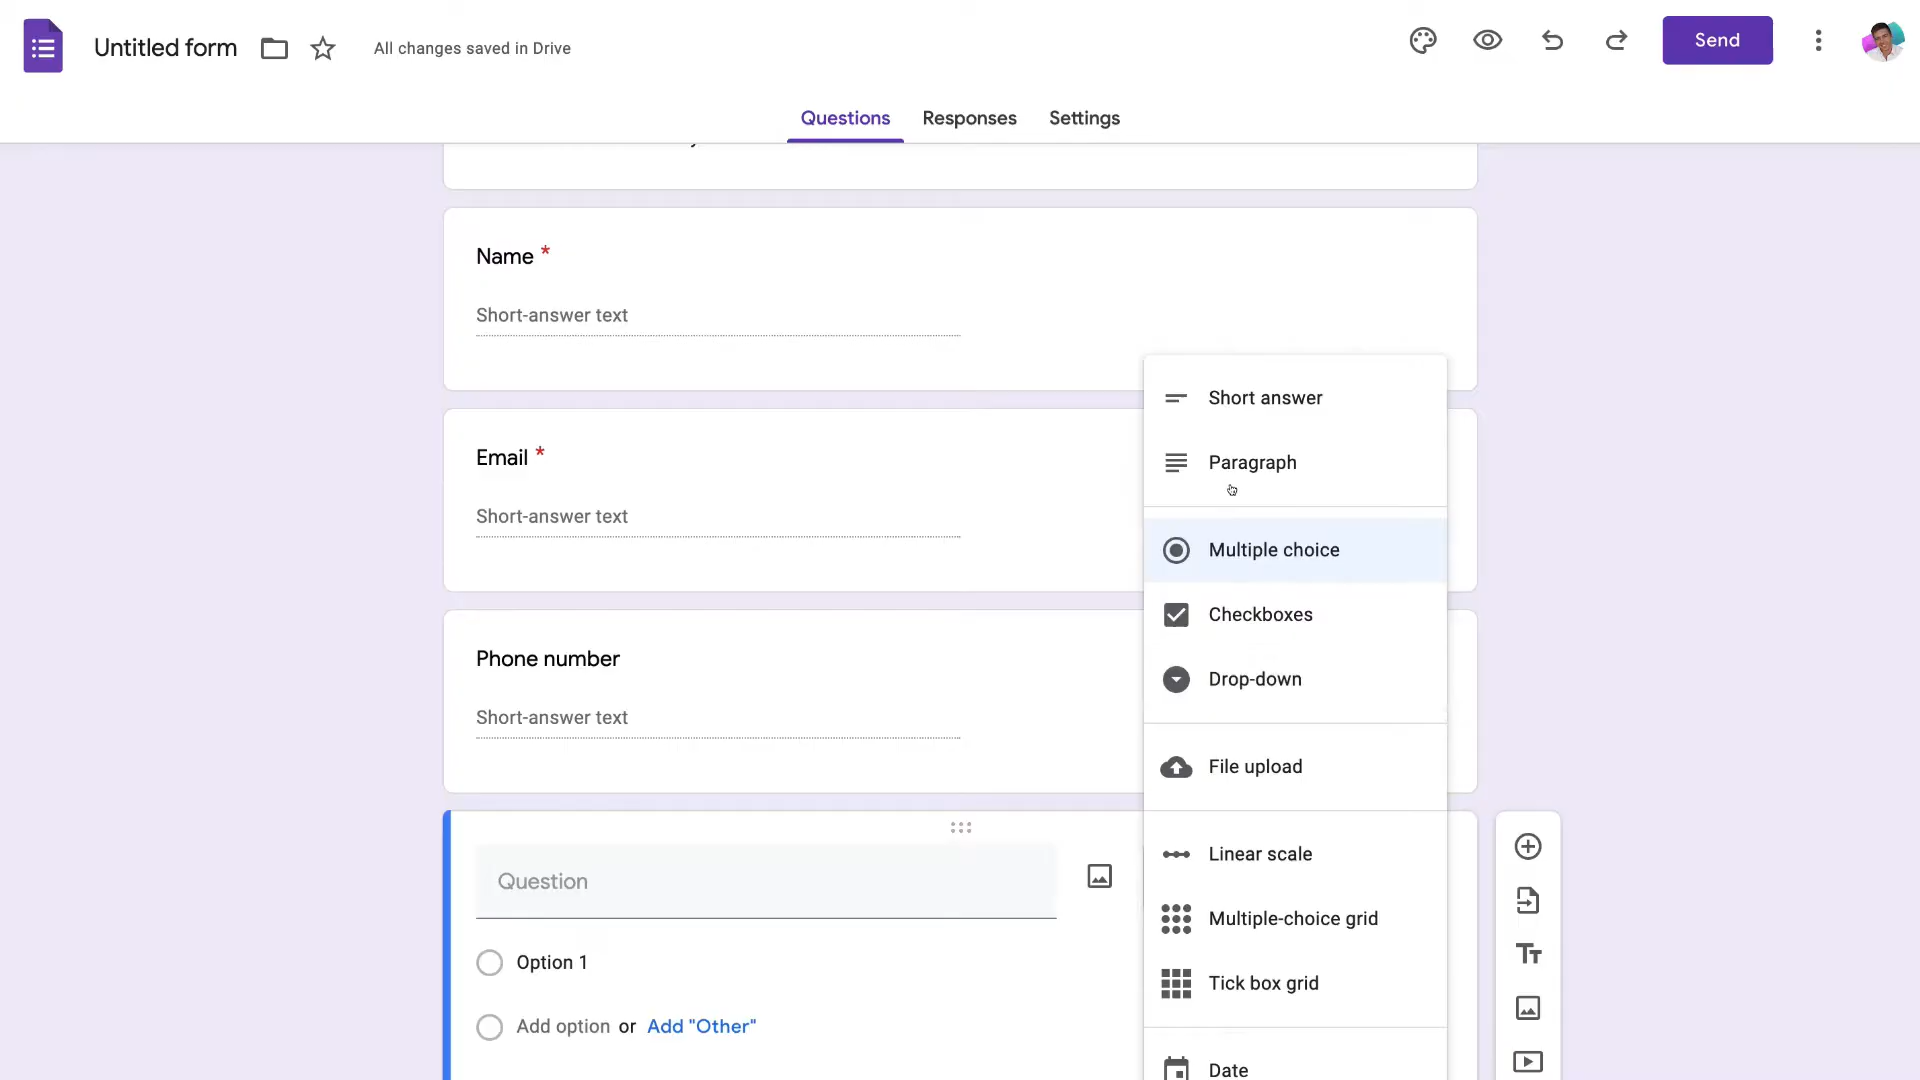 Untitled form
All changes saved in Drive
Send
Questions Responses Settings
Name *
Short-answer text
Email *
Short-answer text
Phone number
Short-answer text
Question
Option 1
Add option or Add "Other"
Short answer
Paragraph
Multiple choice
Checkboxes
Drop-down
File upload
Linear scale
Multiple-choice grid
Tick box grid
Date
Tт